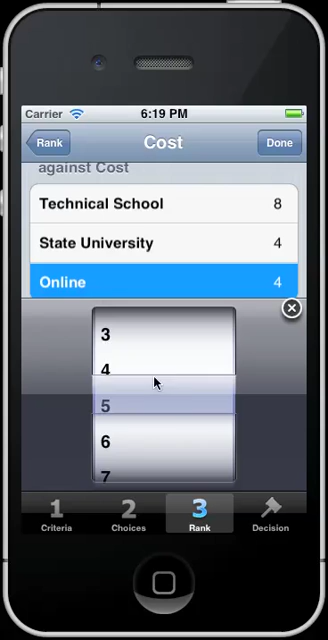 Carrier 6:19 PM
Rank Cost Done
against Cost
Technical School 8
State University 4
Online 4
3
4
5
6
7
1 2 3
Criteria Choices Rank Decision